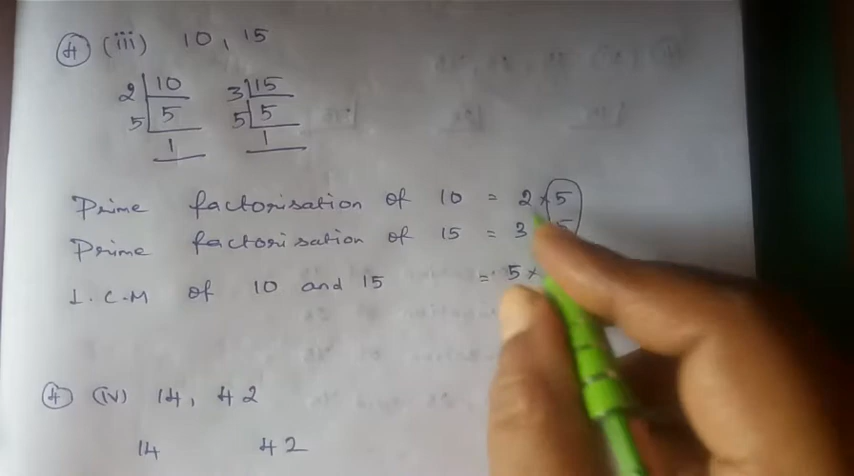 4 (iii) 10, 15
2 10 3 15
5 5 5 5
1 1
Prime factorisation of 10 = 2 × 5
Prime factorisation of 15 = 3 5
L.C.M of 10 and 15 = 5 ×
4 (iv) 14, 42
14 42